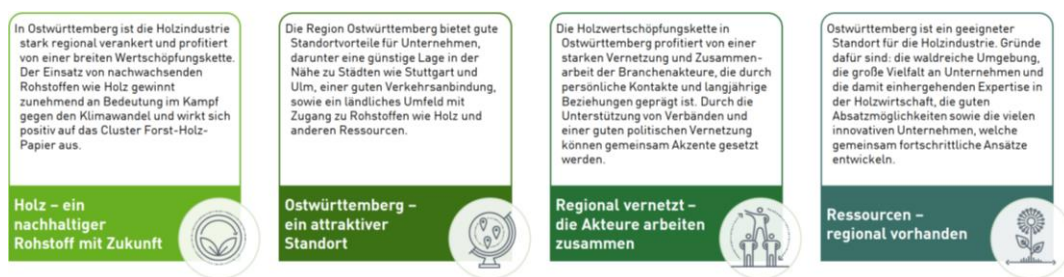 In Ostwürttemberg ist die Holzindustrie
stark regional verankert und profitiert
von einer breiten Wertschöpfungskette.
Der Einsatz von nachwachsenden
Rohstoffen wie Holz gewinnt
zunehmend an Bedeutung im Kampf
gegen den Klimawandel und wirkt sich
positiv auf das Cluster Forst-Holz-
Papier aus.
Holz – ein
nachhaltiger
Rohstoff mit Zukunft
Die Region Ostwürttemberg bietet gute
Standortvorteile für Unternehmen,
darunter eine günstige Lage in der
Nähe zu Städten wie Stuttgart und
Ulm, einer guten Verkehrsanbindung,
sowie ein ländliches Umfeld mit
Zugang zu Rohstoffen wie Holz und
anderen Ressourcen.
Ostwürttemberg –
ein attraktiver
Standort
Die Holzwertschöpfungskette in
Ostwürttemberg profitiert von einer
starken Vernetzung und Zusammen-
arbeit der Branchenakteure, die durch
persönliche Kontakte und langjährige
Beziehungen geprägt ist. Durch die
Unterstützung von Verbänden und
einer guten politischen Vernetzung
können gemeinsam Akzente gesetzt
werden.
Regional vernetzt –
die Akteure arbeiten
zusammen
Ostwürttemberg ist ein geeigneter
Standort für die Holzindustrie. Gründe
dafür sind: die waldreiche Umgebung,
die große Vielfalt an Unternehmen und
die damit einhergehenden Expertise in
der Holzwirtschaft, die guten
Absatzmöglichkeiten sowie die vielen
innovativen Unternehmen, welche
gemeinsam fortschrittliche Ansätze
entwickeln.
Ressourcen –
regional vorhanden